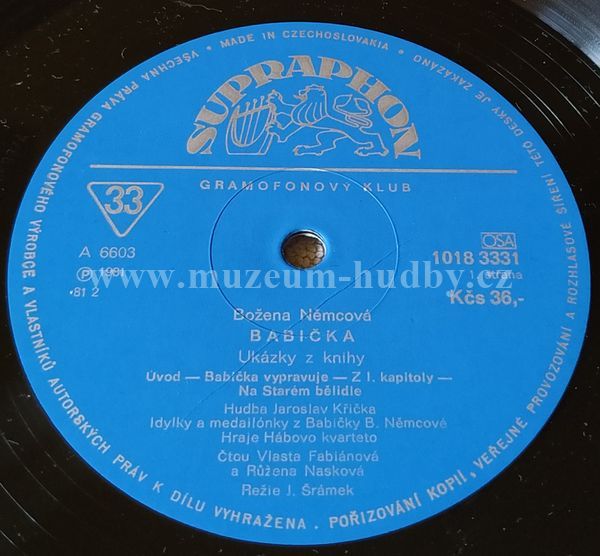 VŠECHNA PRÁVA GRAMOFONOVÉHO VÝROBCE A VLASTNÍKŮ AUTORSKÝCH PRÁV K DÍLU VYHRAŽENA . POŘIZOVÁNÍ KOPIÍ, VEŘEJNÉ PROVOZOVÁNÍ A ROZHLASOVÉ ŠÍŘENÍ TÉTO DESKY JE ZAKÁZÁNO
• MADE IN CZECHOSLOVAKIA •
SUPRAPHON
GRAMOFONOVÝ KLUB
33
A 6603
Ⓟ 1981
·81 2
OSA
1018 3331
1. strana
Kčs 36,-
www.muzeum-hudby.cz
Božena Němcová
BABIČKA
Ukázky z knihy
Úvod — Babička vypravuje — Z I. kapitoly —
Na Starém bělidle
Hudba Jaroslav Křička
Idylky a medailónky z Babičky B. Němcové
Hraje Hábovo kvarteto
Čtou Vlasta Fabiánová
a Růžena Nasková
Režie J. Šrámek